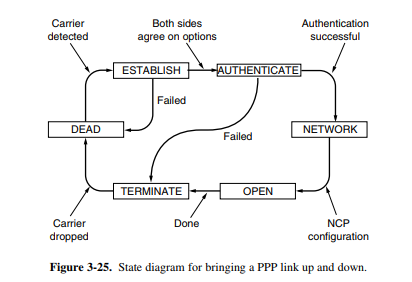 Carrier
detected
Both sides
agree on options
Authentication
successful
ESTABLISH
AUTHENTICATE
Failed
DEAD
Failed
NETWORK
TERMINATE
OPEN
Carrier
dropped
Done
NCP
configuration
Figure 3-25. State diagram for bringing a PPP link up and down.